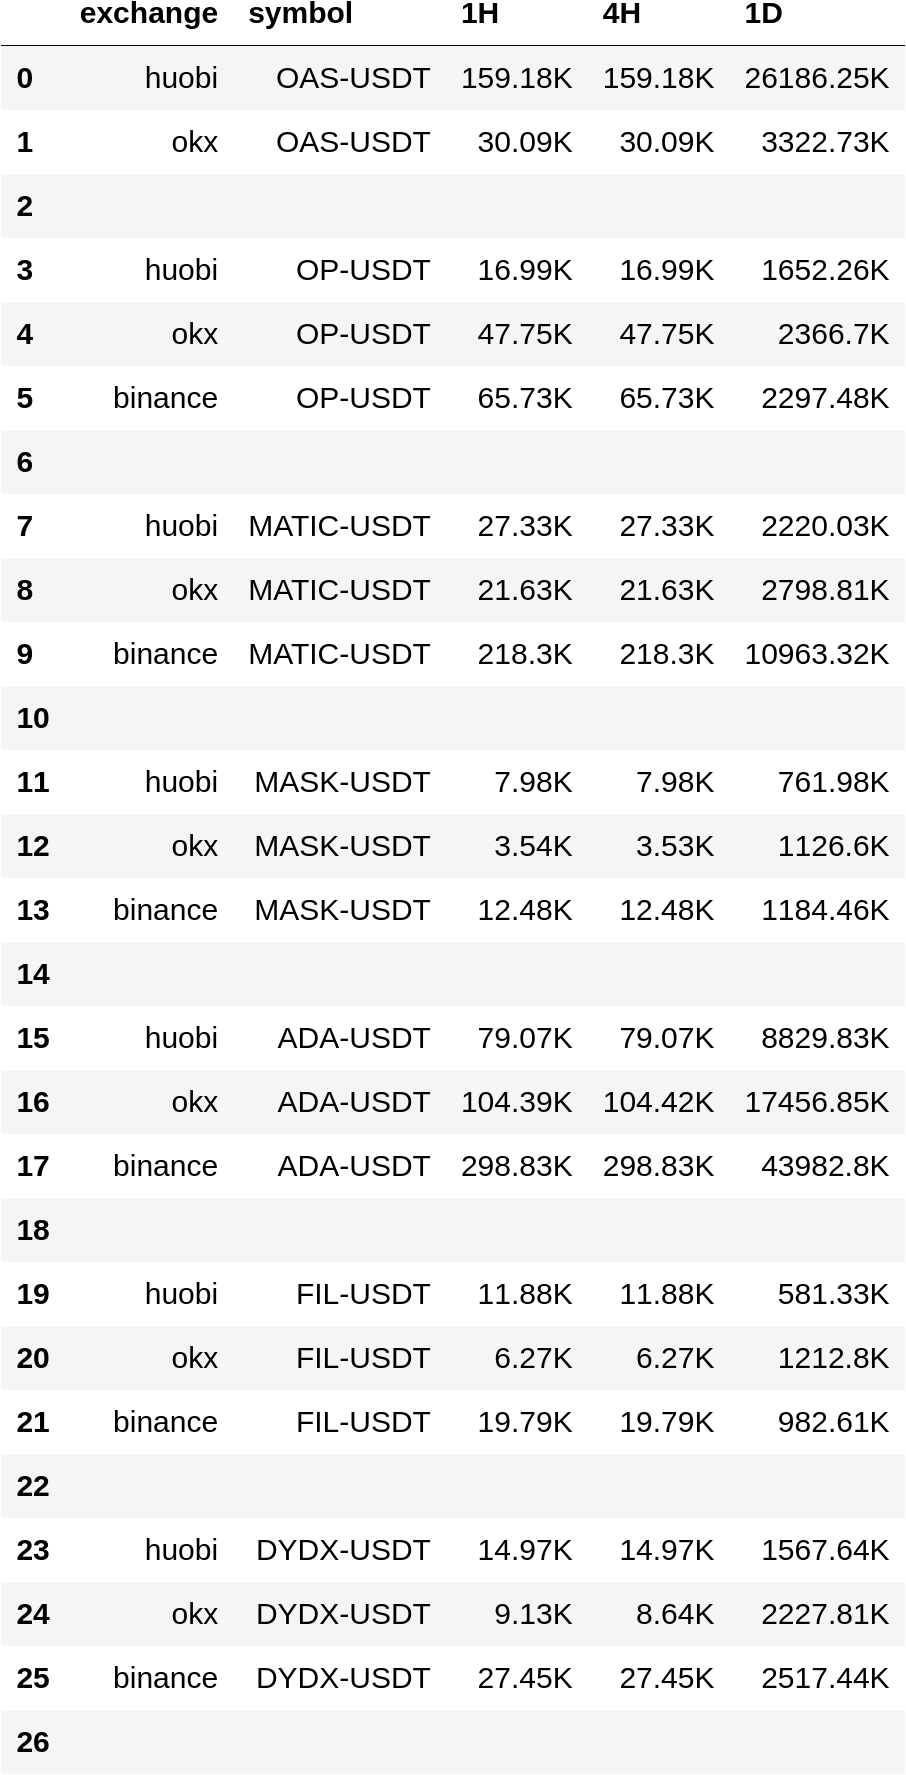 exchange symbol 1H 4H 1D
0 huobi OAS-USDT 159.18K 159.18K 26186.25K
1 okx OAS-USDT 30.09K 30.09K 3322.73K
2
3 huobi OP-USDT 16.99K 16.99K 1652.26K
4 okx OP-USDT 47.75K 47.75K 2366.7K
5 binance OP-USDT 65.73K 65.73K 2297.48K
6
7 huobi MATIC-USDT 27.33K 27.33K 2220.03K
8 okx MATIC-USDT 21.63K 21.63K 2798.81K
9 binance MATIC-USDT 218.3K 218.3K 10963.32K
10
11 huobi MASK-USDT 7.98K 7.98K 761.98K
12 okx MASK-USDT 3.54K 3.53K 1126.6K
13 binance MASK-USDT 12.48K 12.48K 1184.46K
14
15 huobi ADA-USDT 79.07K 79.07K 8829.83K
16 okx ADA-USDT 104.39K 104.42K 17456.85K
17 binance ADA-USDT 298.83K 298.83K 43982.8K
18
19 huobi FIL-USDT 11.88K 11.88K 581.33K
20 okx FIL-USDT 6.27K 6.27K 1212.8K
21 binance FIL-USDT 19.79K 19.79K 982.61K
22
23 huobi DYDX-USDT 14.97K 14.97K 1567.64K
24 okx DYDX-USDT 9.13K 8.64K 2227.81K
25 binance DYDX-USDT 27.45K 27.45K 2517.44K
26